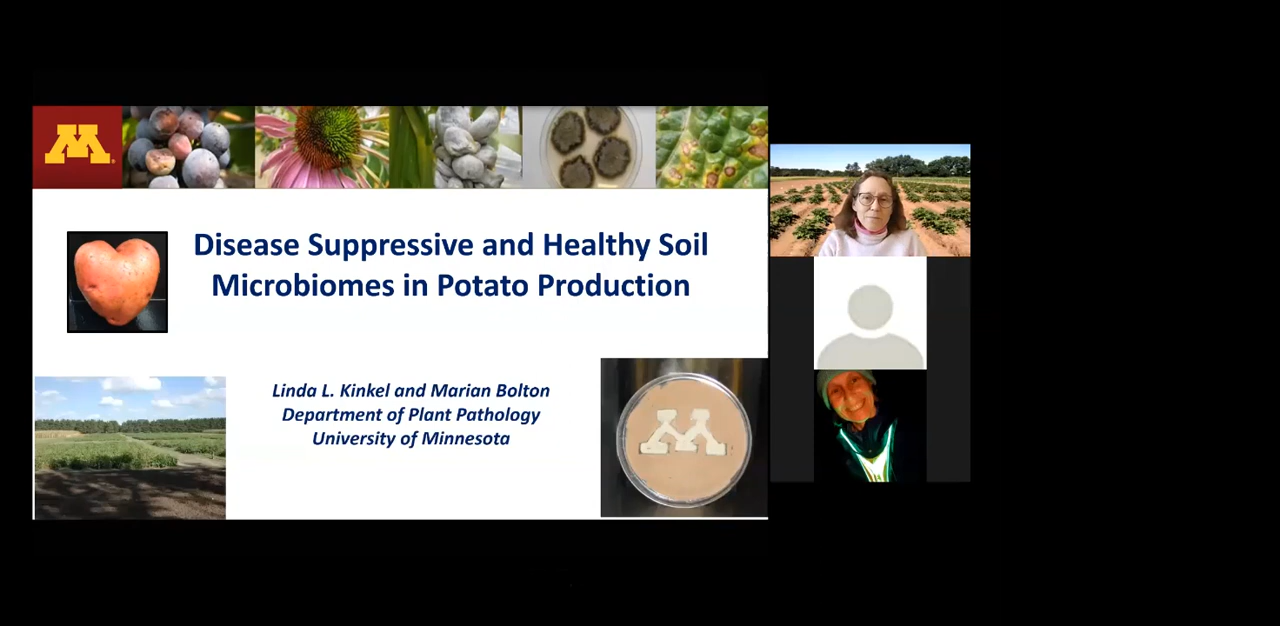 M
Disease Suppressive and Healthy Soil
Microbiomes in Potato Production
Linda L. Kinkel and Marian Bolton
Department of Plant Pathology
University of Minnesota
M